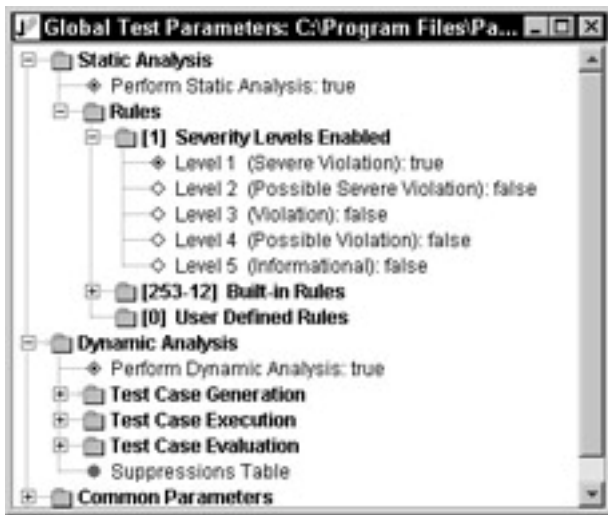 Global Test Parameters: C:\Program Files\Pa...
Static Analysis
Perform Static Analysis: true
Rules
[1] Severity Levels Enabled
Level 1 (Severe Violation): true
Level 2 (Possible Severe Violation): false
Level 3 (Violation): false
Level 4 (Possible Violation): false
Level 5 (Informational): false
[253-12] Built-in Rules
[0] User Defined Rules
Dynamic Analysis
Perform Dynamic Analysis: true
Test Case Generation
Test Case Execution
Test Case Evaluation
Suppressions Table
Common Parameters